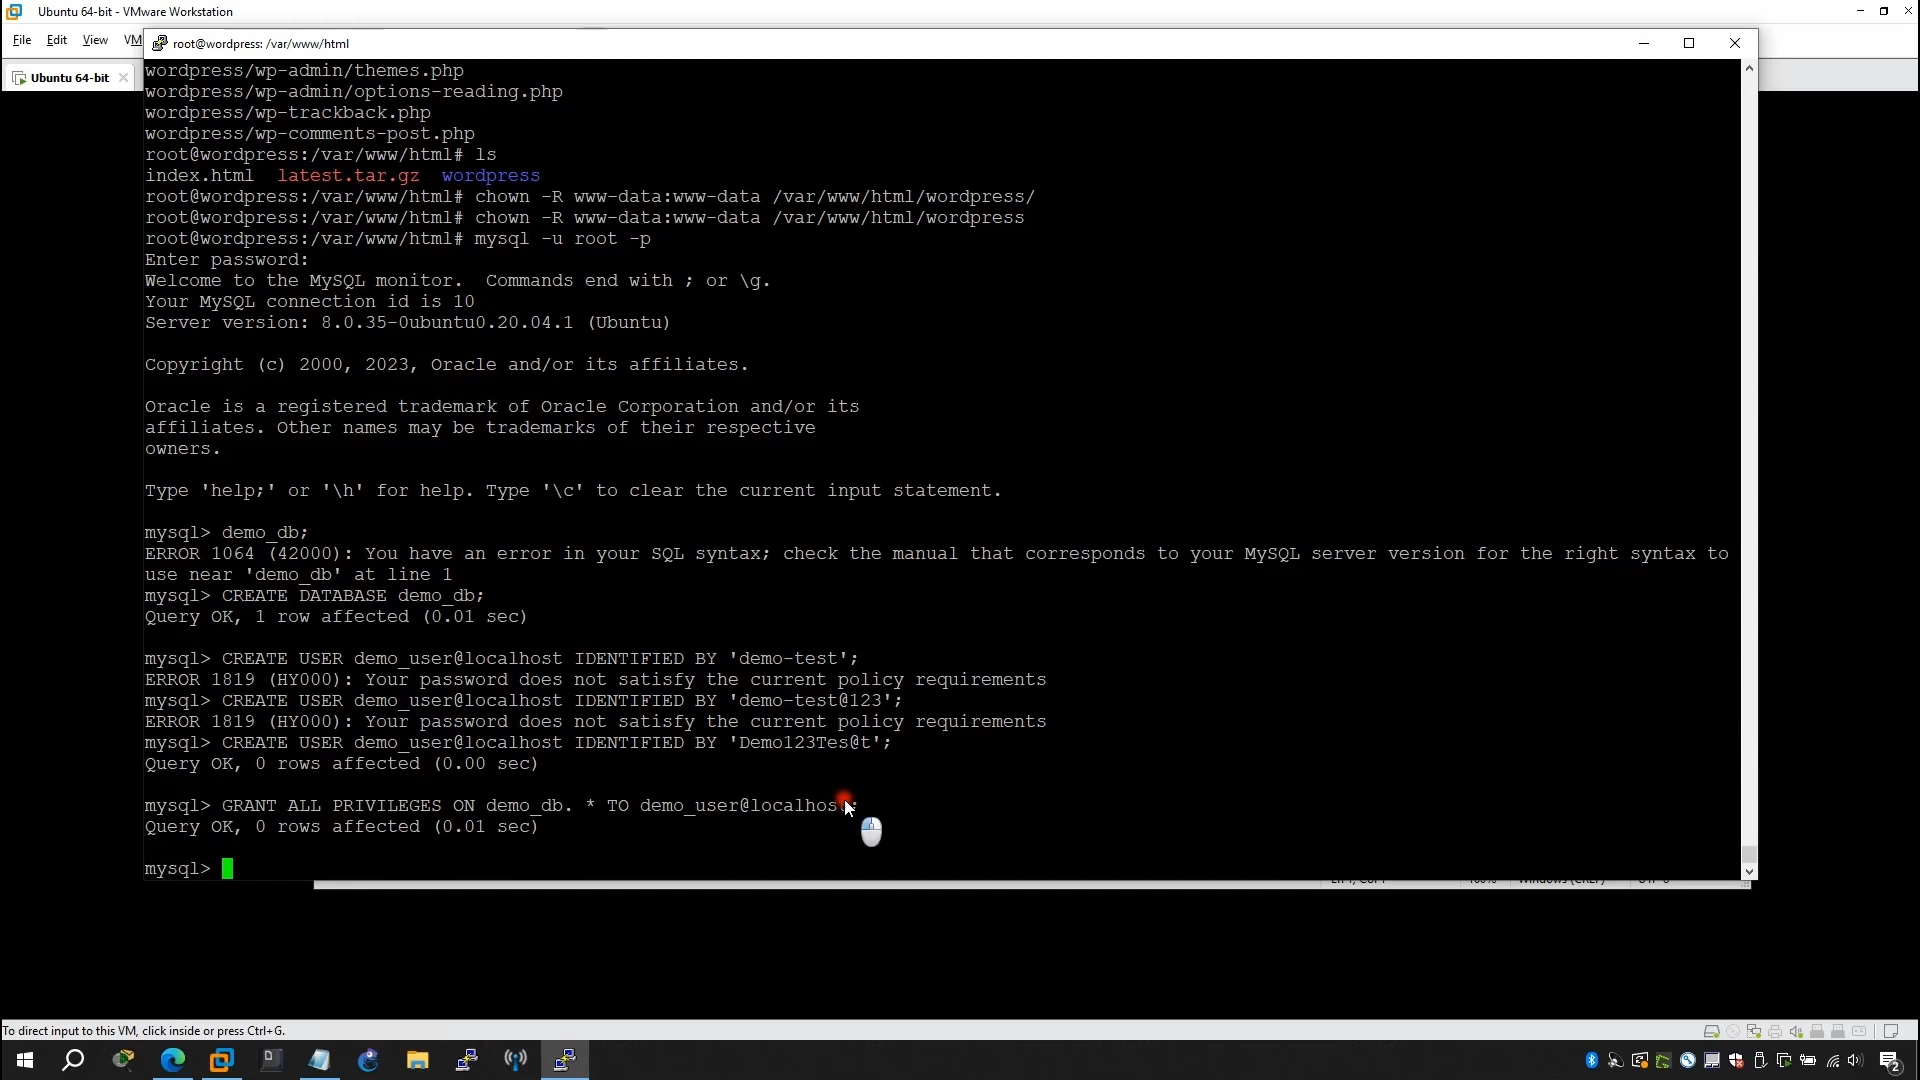 Ubuntu 64-bit - VMware Workstation
File Edit View VM
root@wordpress: /var/www/html
Ubuntu 64-bit
wordpress/wp-admin/themes.php
wordpress/wp-admin/options-reading.php
wordpress/wp-trackback.php
wordpress/wp-comments-post.php
root@wordpress:/var/www/html# ls
index.html latest.tar.gz wordpress
root@wordpress:/var/www/html# chown -R www-data:www-data /var/www/html/wordpress/
root@wordpress:/var/www/html# chown -R www-data:www-data /var/www/html/wordpress
root@wordpress:/var/www/html# mysql -u root -p
Enter password:
Welcome to the MySQL monitor. Commands end with ; or \g.
Your MySQL connection id is 10
Server version: 8.0.35-0ubuntu0.20.04.1 (Ubuntu)
Copyright (c) 2000, 2023, Oracle and/or its affiliates.
Oracle is a registered trademark of Oracle Corporation and/or its
affiliates. Other names may be trademarks of their respective
owners.
Type 'help;' or '\h' for help. Type '\c' to clear the current input statement.
mysql> demo_db;
ERROR 1064 (42000): You have an error in your SQL syntax; check the manual that corresponds to your MySQL server version for the right syntax to
use near 'demo_db' at line 1
mysql> CREATE DATABASE demo_db;
Query OK, 1 row affected (0.01 sec)
mysql> CREATE USER demo_user@localhost IDENTIFIED BY 'demo-test';
ERROR 1819 (HY000): Your password does not satisfy the current policy requirements
mysql> CREATE USER demo_user@localhost IDENTIFIED BY 'demo-test@123';
ERROR 1819 (HY000): Your password does not satisfy the current policy requirements
mysql> CREATE USER demo_user@localhost IDENTIFIED BY 'Demo123Tes@t';
Query OK, 0 rows affected (0.00 sec)
mysql> GRANT ALL PRIVILEGES ON demo_db. * TO demo_user@localhost;
Query OK, 0 rows affected (0.01 sec)
mysql>
To direct input to this VM, click inside or press Ctrl+G.
2